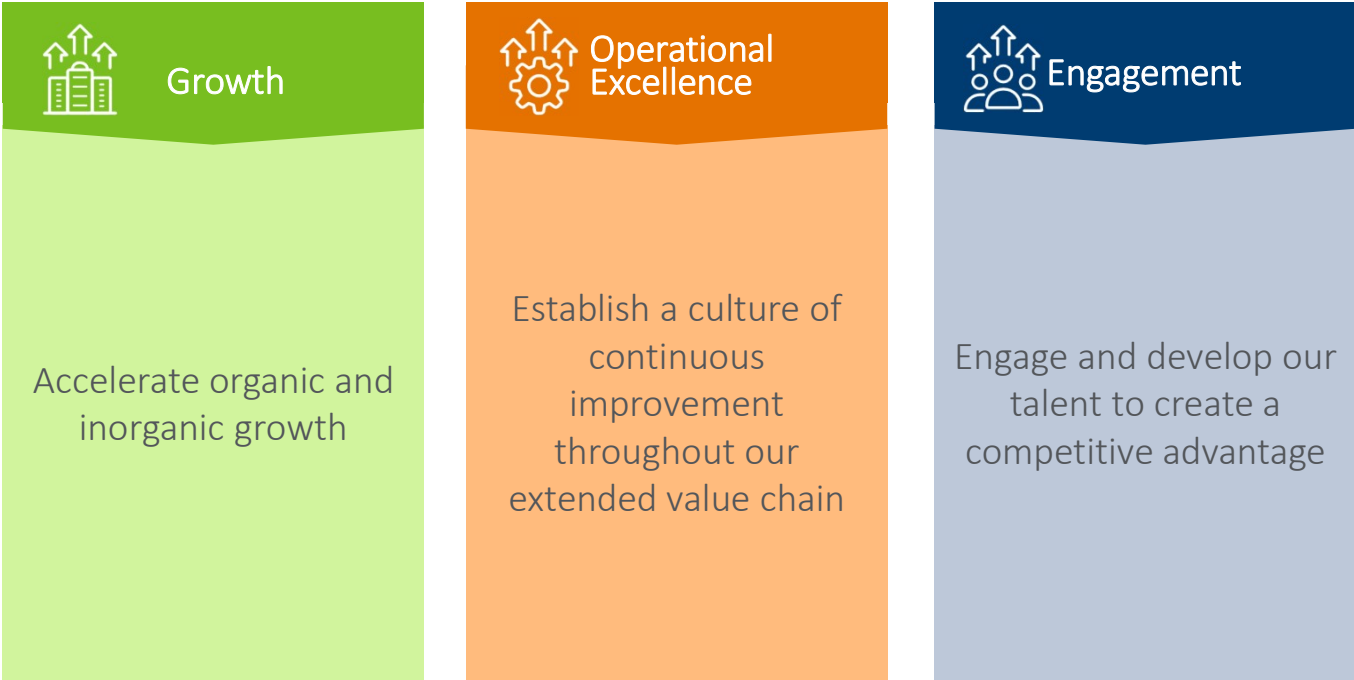 Growth
Accelerate organic and
inorganic growth
Operational
Excellence
Establish a culture of
continuous
improvement
throughout our
extended value chain
Engagement
Engage and develop our
talent to create a
competitive advantage